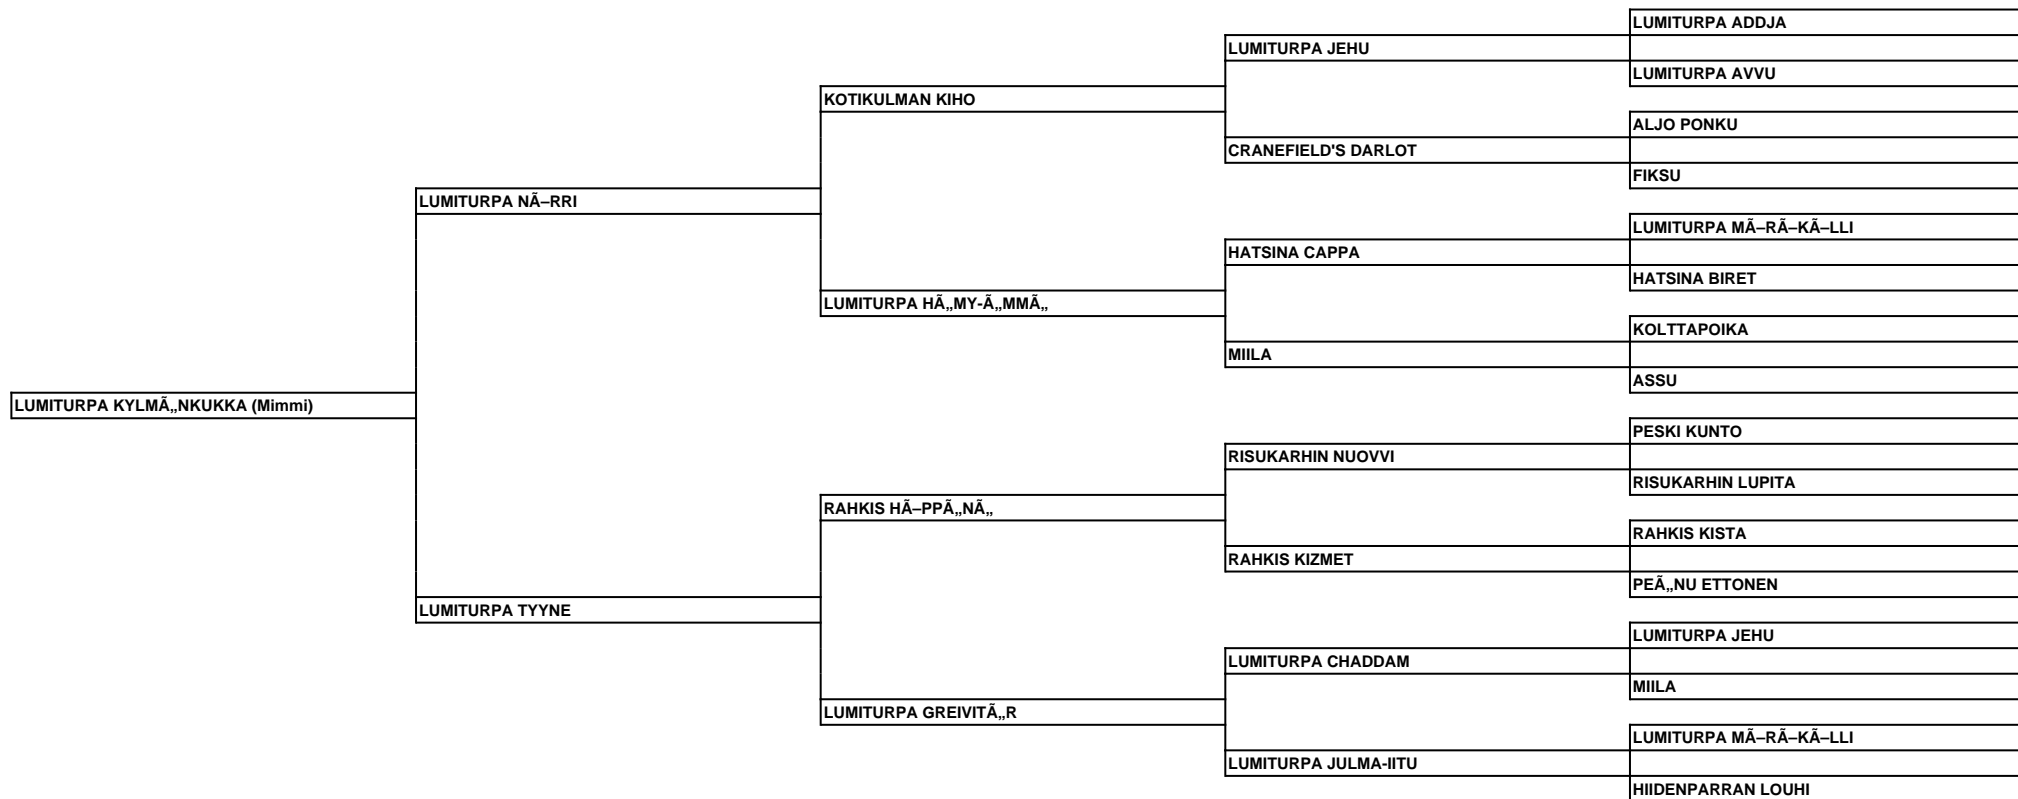 LUMITURPA ADDJA
LUMITURPA JEHU
LUMITURPA AVVU
KOTIKULMAN KIHO
ALJO PONKU
CRANEFIELD'S DARLOT
FIKSU
LUMITURPA NÃ–RRI
LUMITURPA MÃ–RÃ–KÃ–LLI
HATSINA CAPPA
HATSINA BIRET
LUMITURPA HÃ„MY-Ã„MMÃ„
KOLTTAPOIKA
MIILA
ASSU
LUMITURPA KYLMÃ„NKUKKA (Mimmi)
PESKI KUNTO
RISUKARHIN NUOVVI
RISUKARHIN LUPITA
RAHKIS HÃ–PPÃ„NÃ„
RAHKIS KISTA
RAHKIS KIZMET
PEÃ„NU ETTONEN
LUMITURPA TYYNE
LUMITURPA JEHU
LUMITURPA CHADDAM
MIILA
LUMITURPA GREIVITÃ„R
LUMITURPA MÃ–RÃ–KÃ–LLI
LUMITURPA JULMA-IITU
HIIDENPARRAN LOUHI